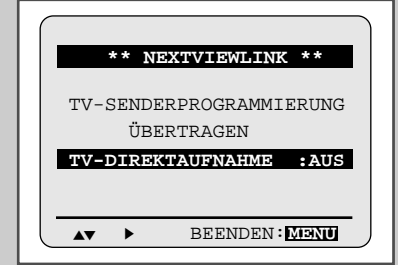 ** NEXTVIEWLINK **
TV-SENDERPROGRAMMIERUNG
ÜBERTRAGEN
TV-DIREKTAUFNAHME :AUS
▲▼ ▶ BEENDEN:MENU